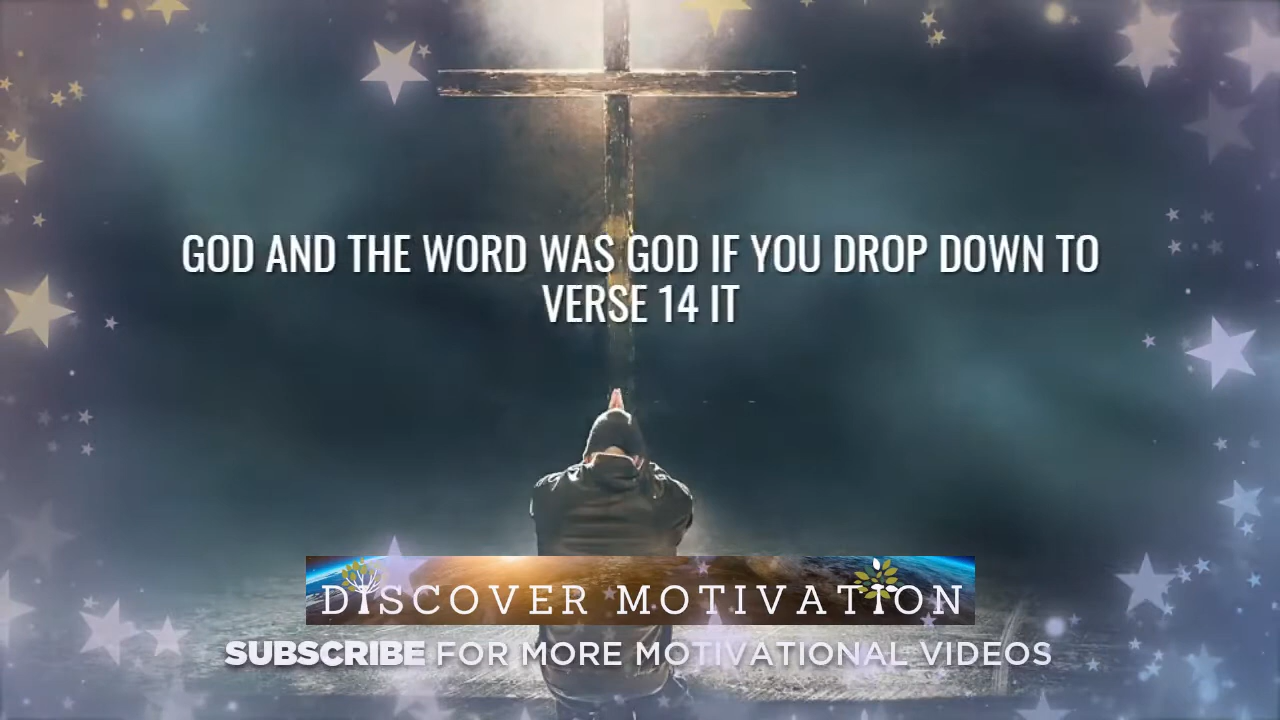 GOD AND THE WORD WAS GOD IF YOU DROP DOWN TO
VERSE 14 IT
DISCOVER MOTIVATION
SUBSCRIBE FOR MORE MOTIVATIONAL VIDEOS